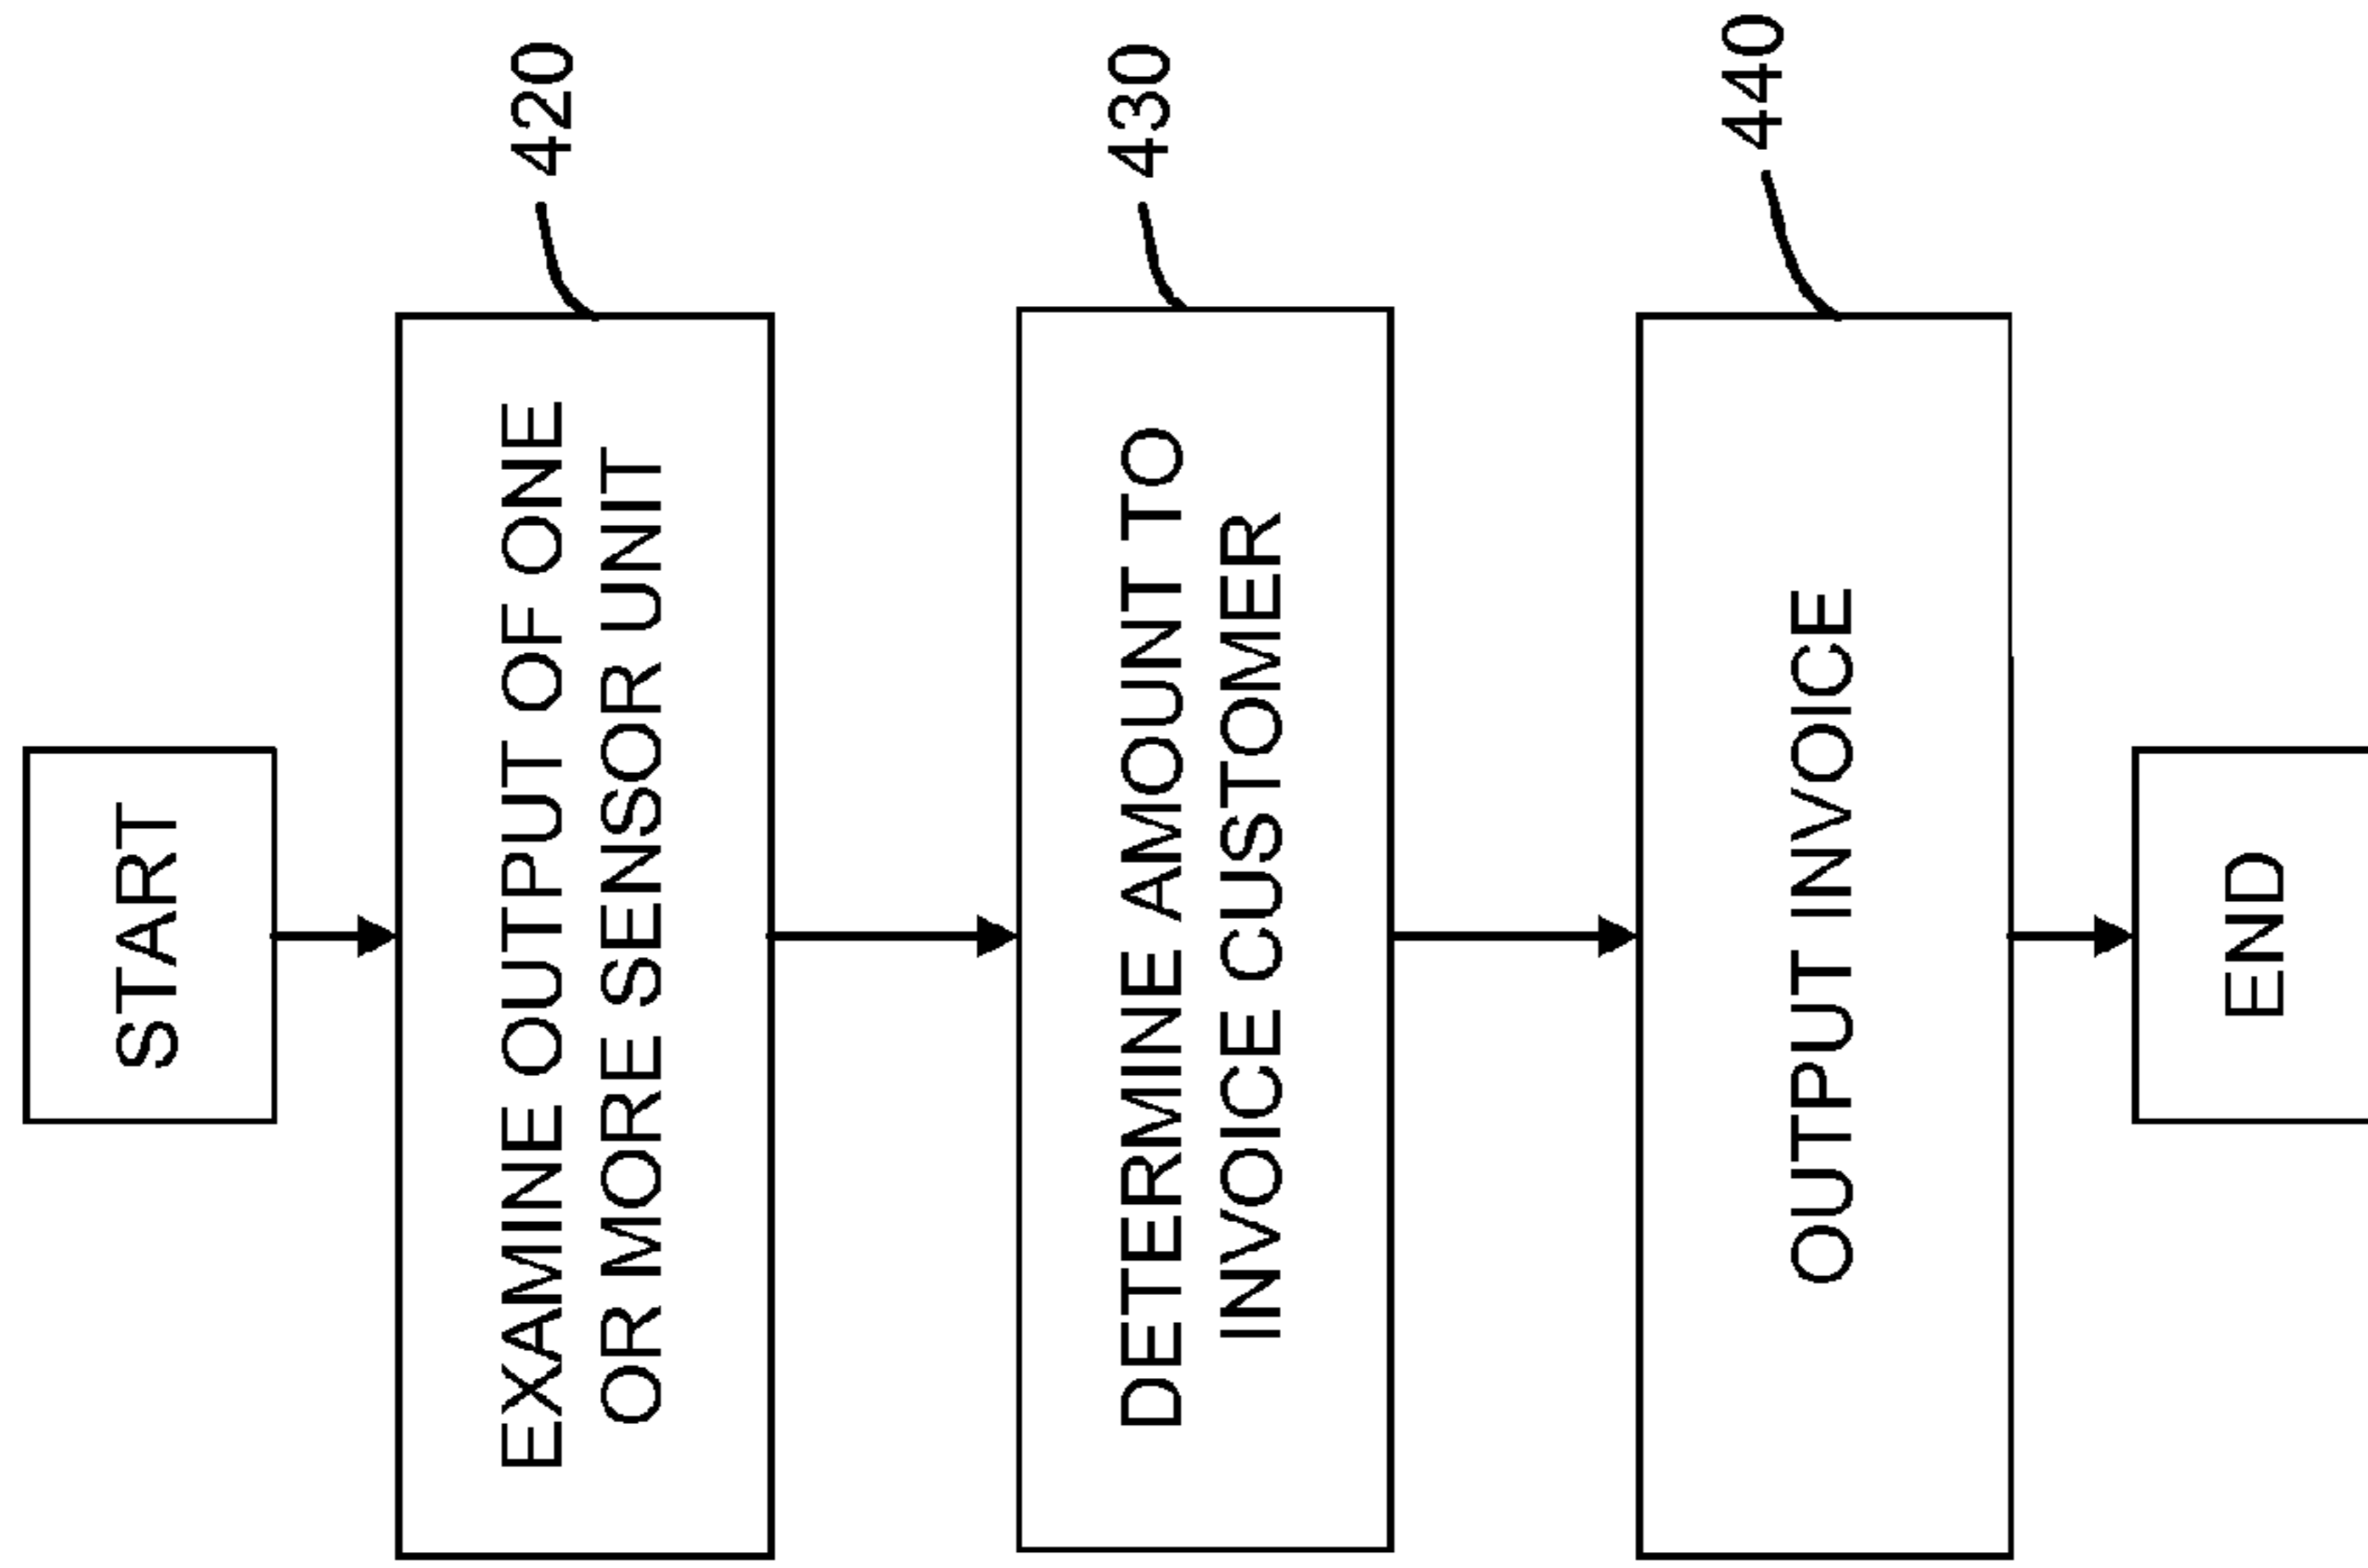 START
420
EXAMINE OUTPUT OF ONE
OR MORE SENSOR UNIT
430
DETERMINE AMOUNT TO
INVOICE CUSTOMER
440
OUTPUT INVOICE
END